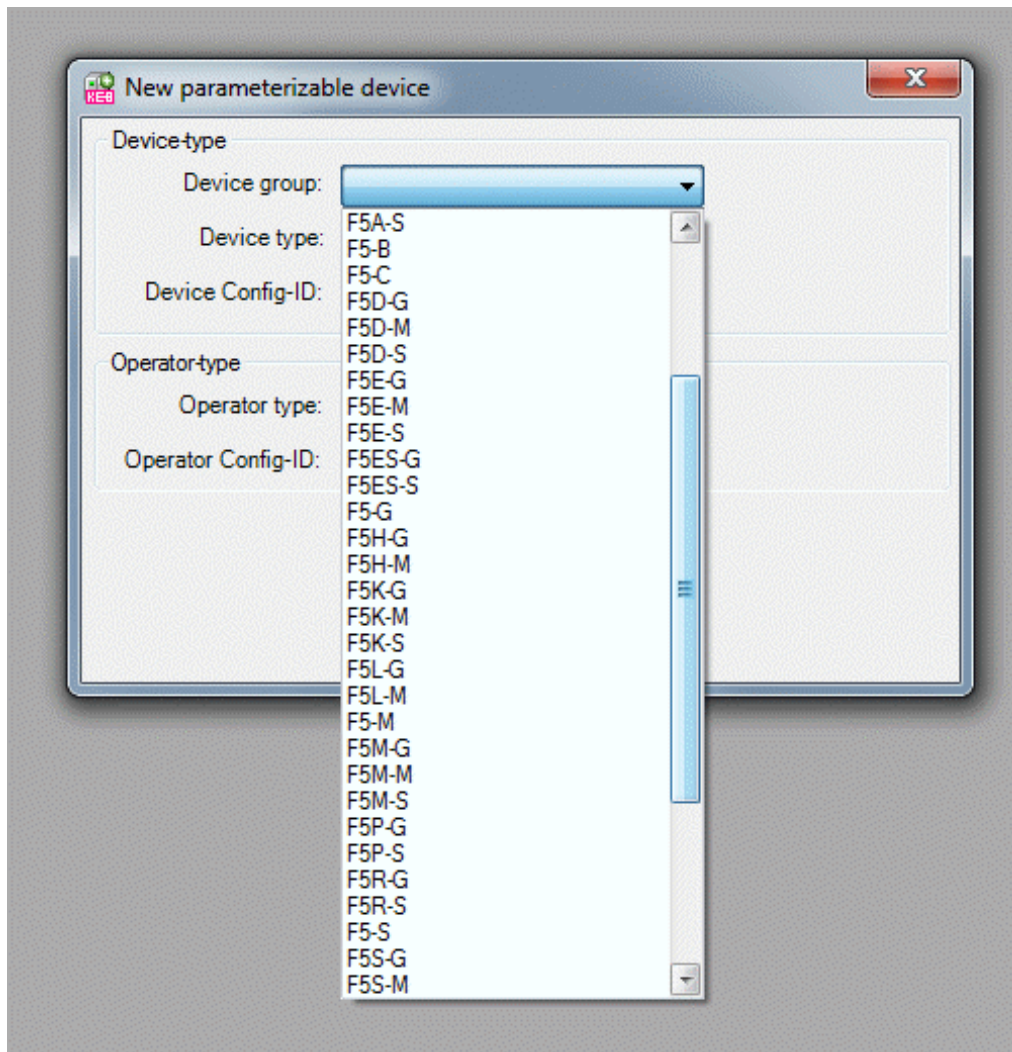 KEB New parameterizable device
Device-type
Device group:
Device type:
Device Config-ID:
Operator-type
Operator type:
Operator Config-ID:
F5A-S
F5-B
F5-C
F5D-G
F5D-M
F5D-S
F5E-G
F5E-M
F5E-S
F5ES-G
F5ES-S
F5-G
F5H-G
F5H-M
F5K-G
F5K-M
F5K-S
F5L-G
F5L-M
F5-M
F5M-G
F5M-M
F5M-S
F5P-G
F5P-S
F5R-G
F5R-S
F5-S
F5S-G
F5S-M